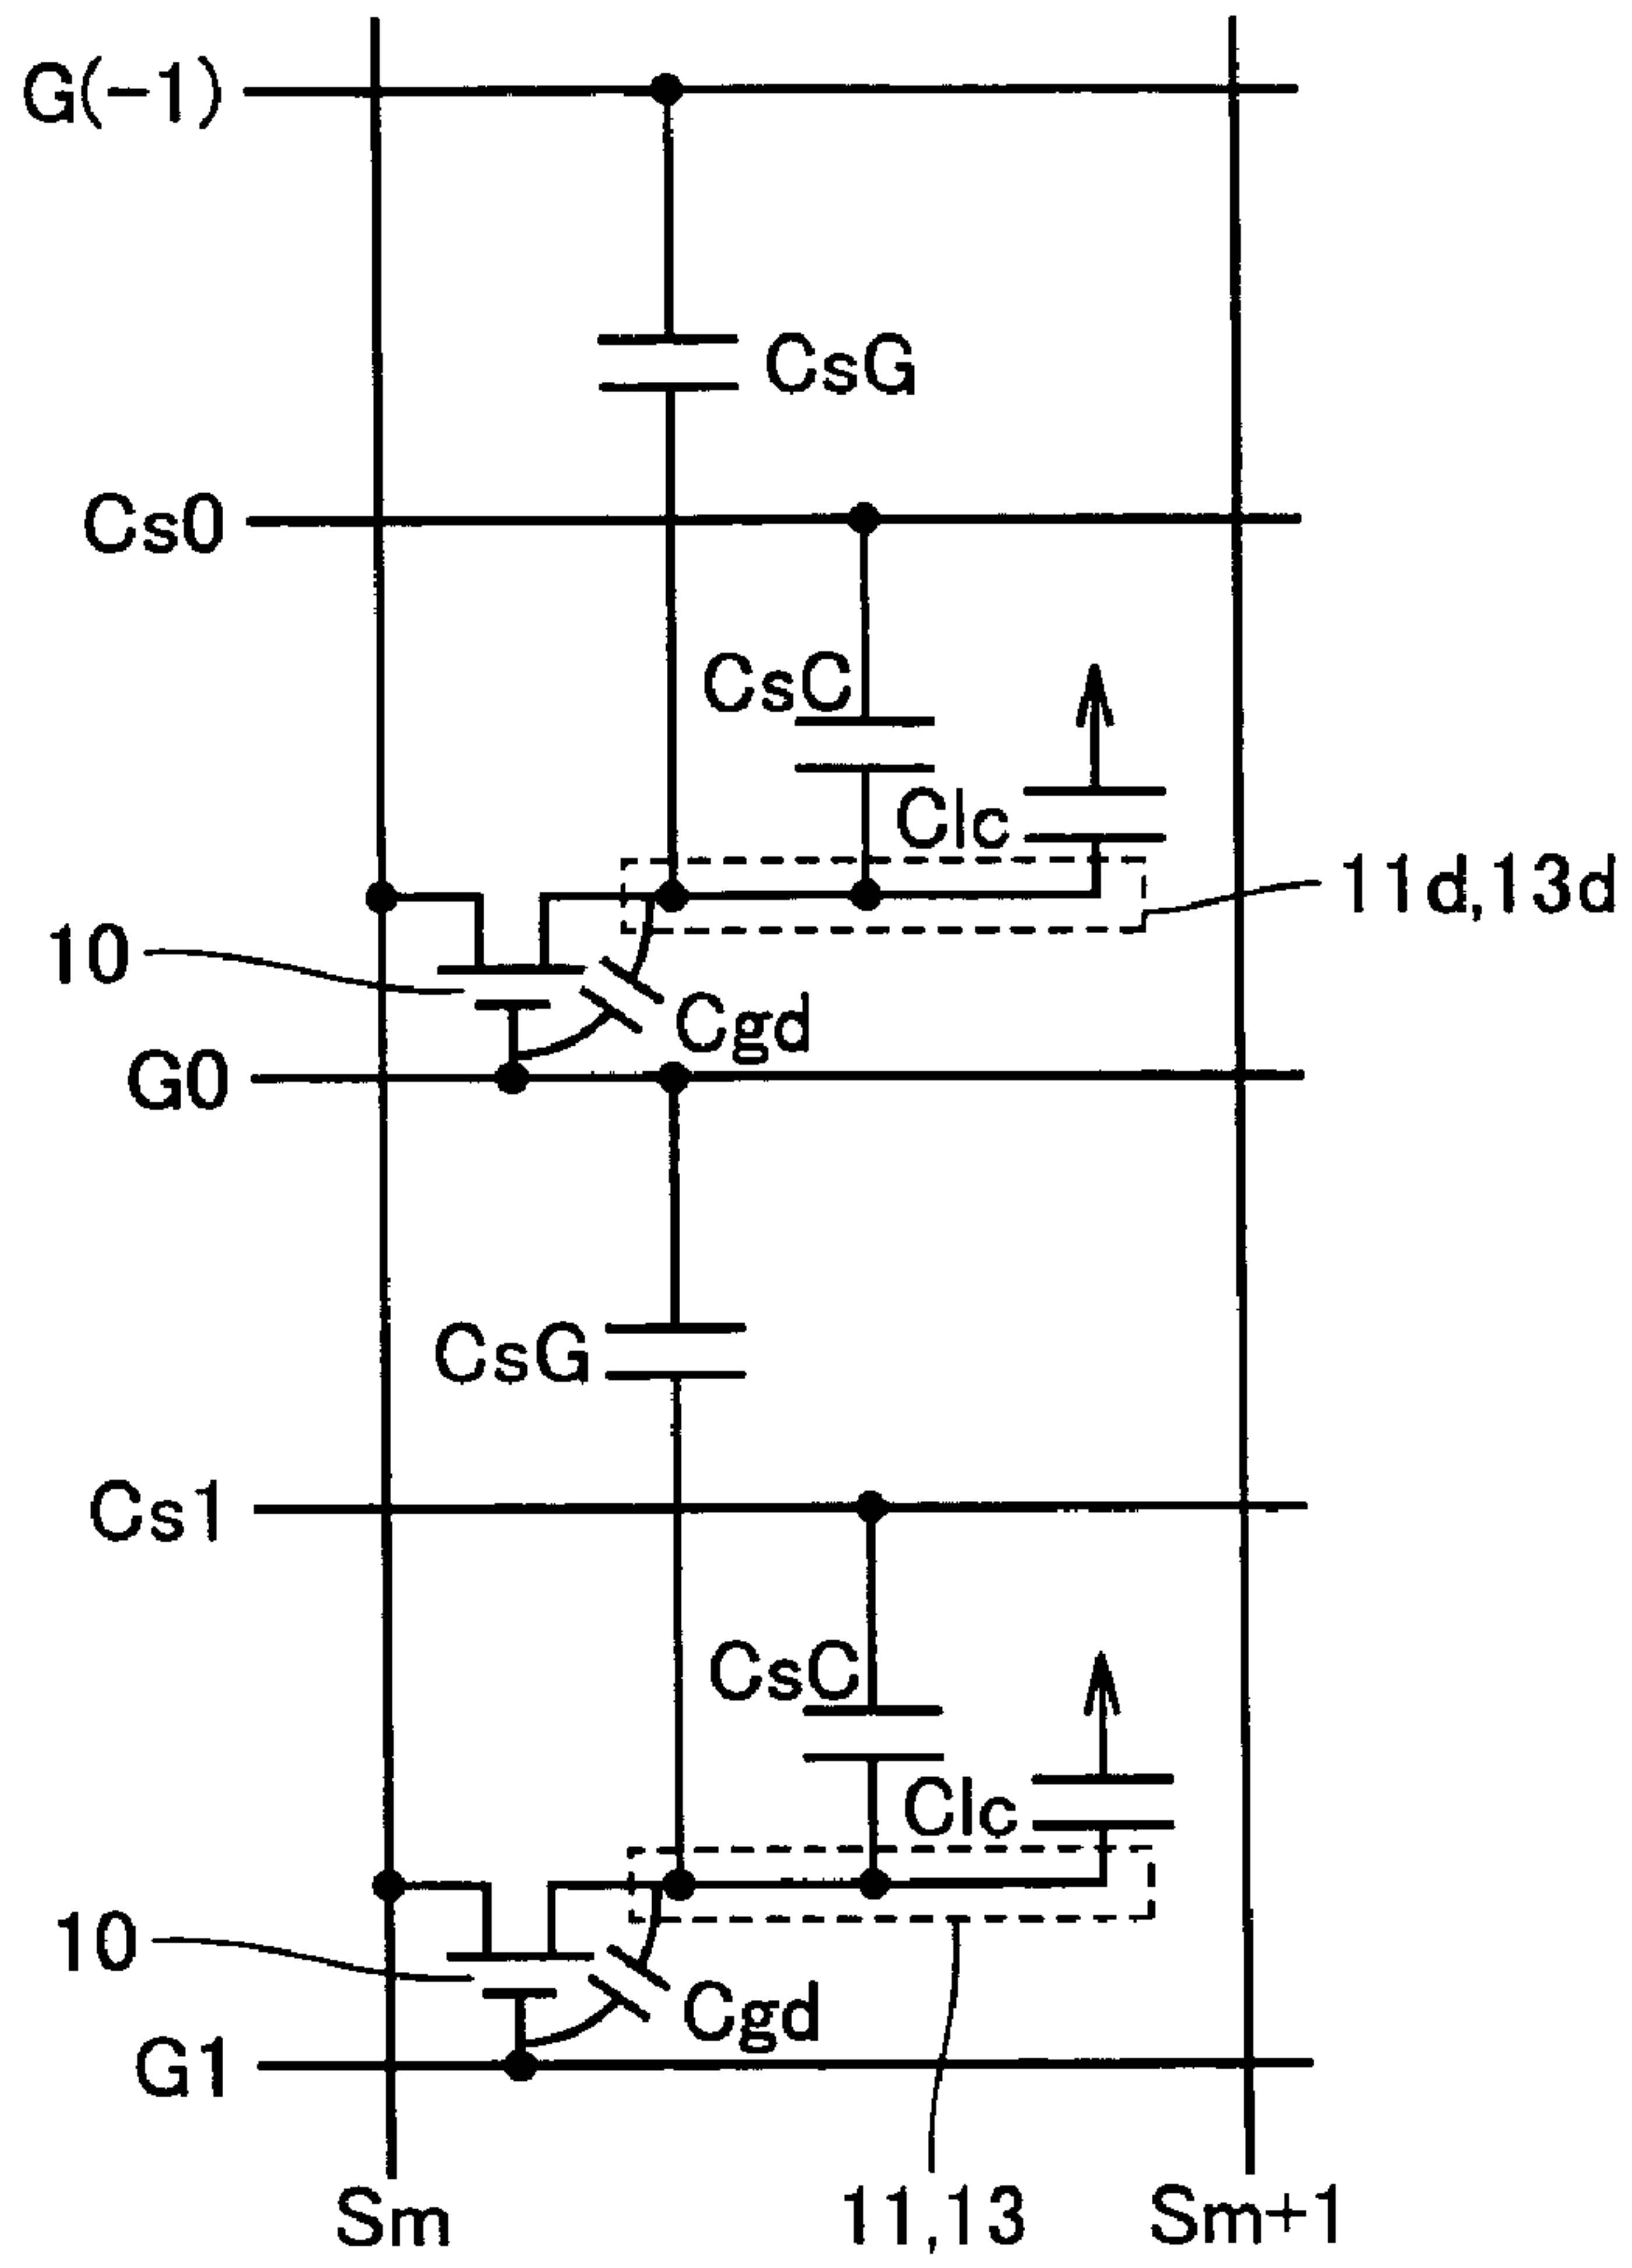 G(-1)
CsG
Cs0
CsC
Clc
11d,13d
10
Cgd
G0
CsG
Cs1
CsC
Clc
10
Cgd
G1
Sm
11,13
Sm+1